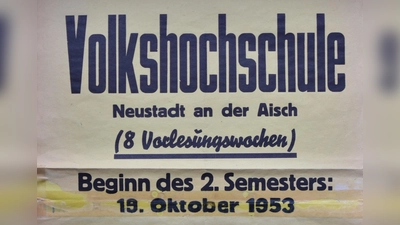 Volkshochschule
Neustadt an der Aisch
(8 Vorlesungswochen)
Beginn des 2. Semesters:
19. Oktober 1953